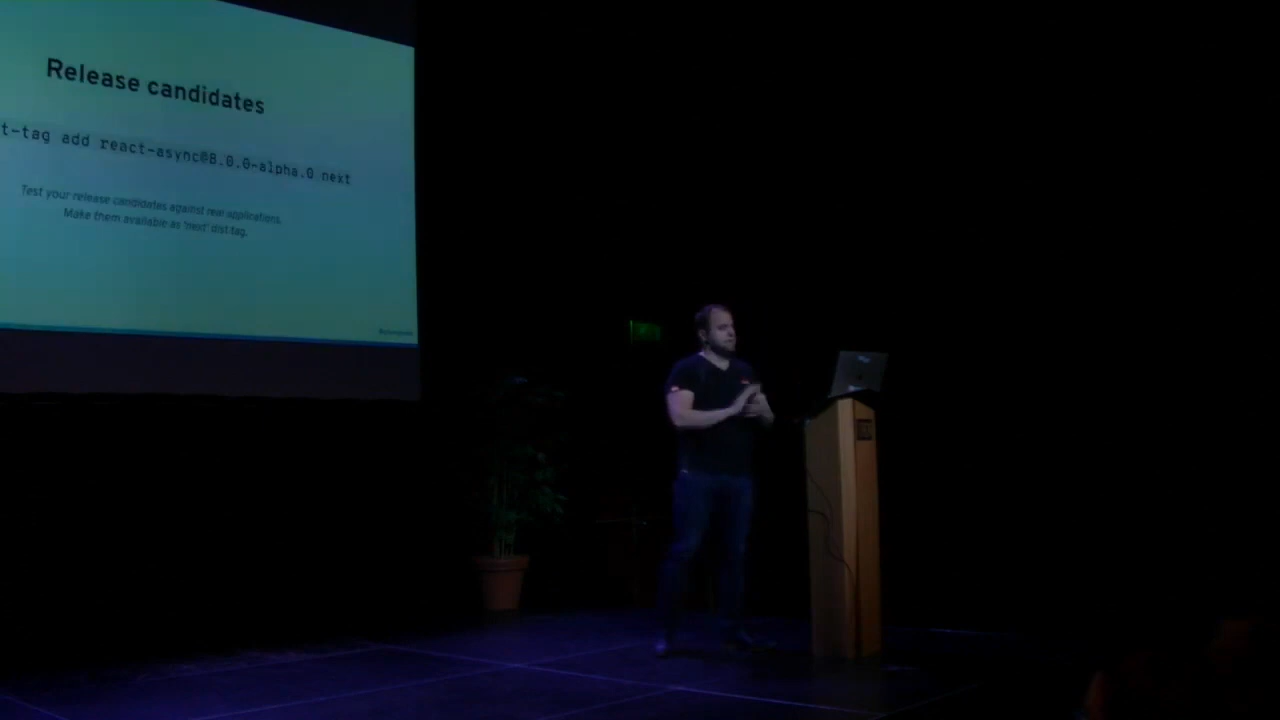 Release candidates
t-tag add react-async@8.0.0-alpha.0 next
Test your release candidates against real applications.
Make them available as 'next' dist-tag.